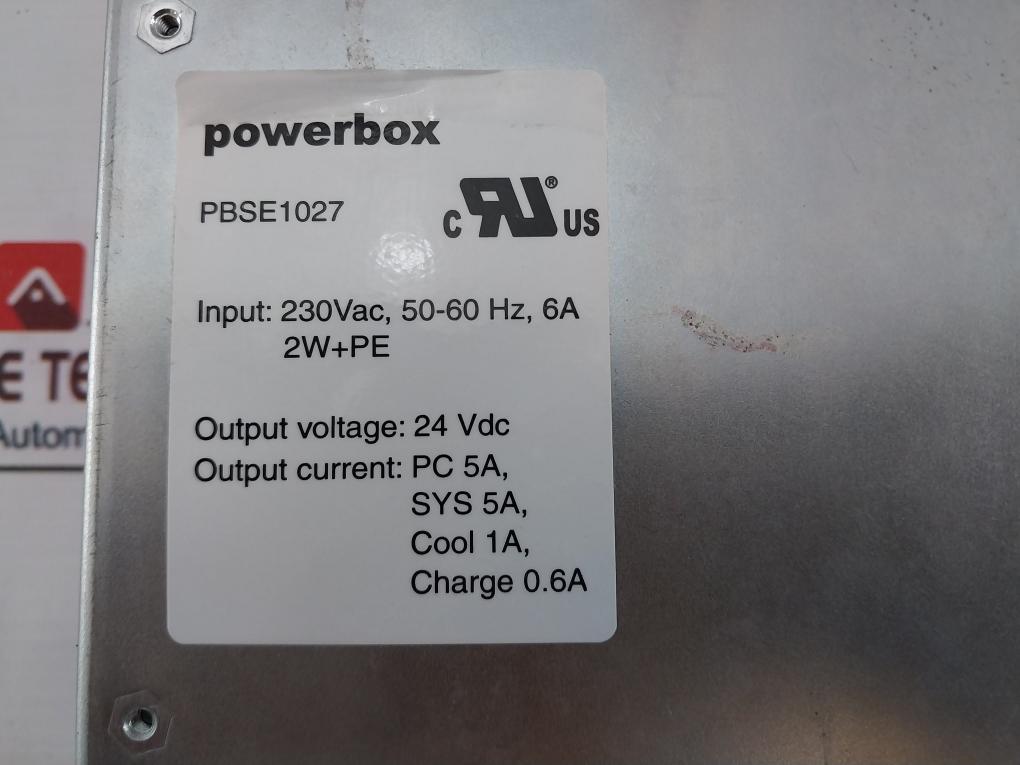 powerbox
PBSE1027
C RU® US
Input: 230Vac, 50-60 Hz, 6A
2W+PE
Output voltage: 24 Vdc
Output current: PC 5A,
SYS 5A,
Cool 1A,
Charge 0.6A
E TE
Autom